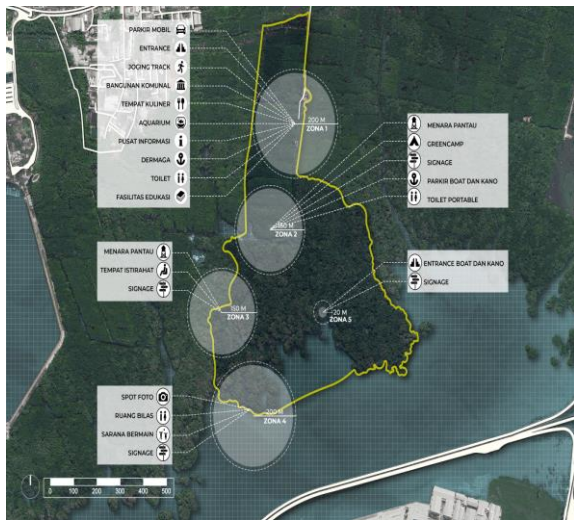 PARKIR MOBIL
ENTRANCE
JOGING TRACK
BANGUNAN KOMUNAL
TEMPAT KULINER
AQUARIUM
PUSAT INFORMASI
DERMAGA
TOILET
FASILITAS EDUKASI
200 M
ZONA 1
MENARA PANTAU
GREENCAMP
SIGNAGE
PARKIR BOAT DAN KANO
TOILET PORTABLE
150 M
ZONA 2
MENARA PANTAU
TEMPAT ISTIRAHAT
SIGNAGE
150 M
ZONA 3
ENTRANCE BOAT DAN KANO
SIGNAGE
20 M
ZONA 5
SPOT FOTO
RUANG BILAS
SARANA BERMAIN
SIGNAGE
200 M
ZONA 4
0 100 200 300 400 500